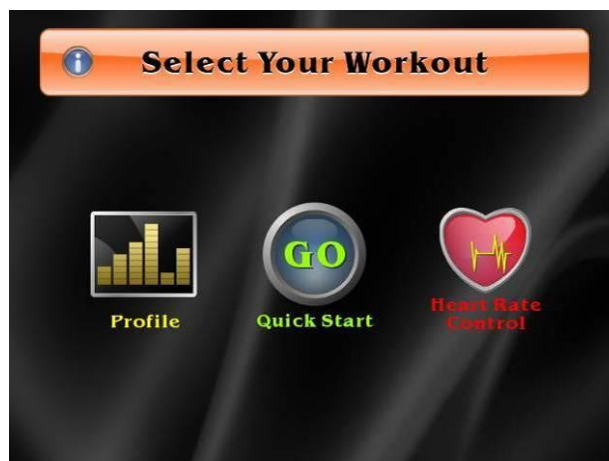 Select Your Workout
GO
Profile
Quick Start
Heart Rate
Control